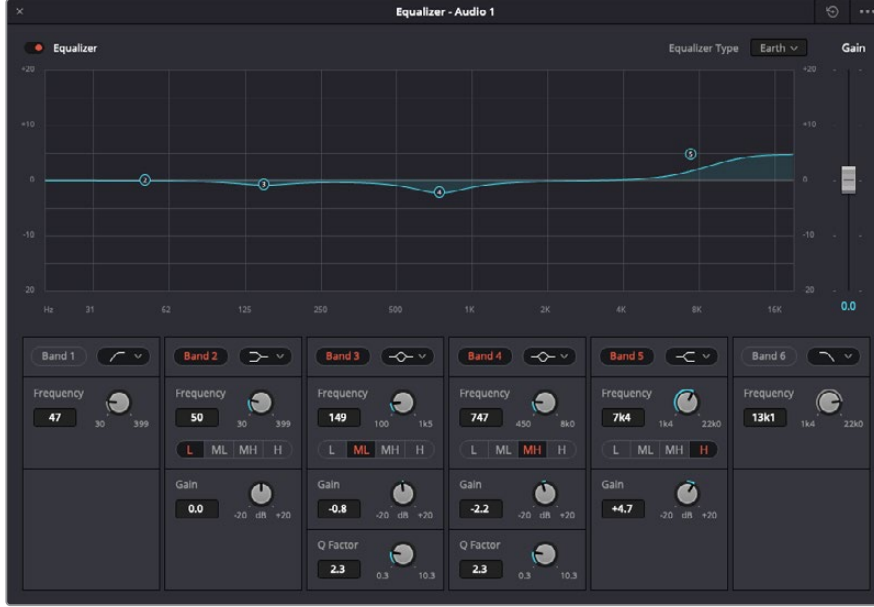 Equalizer - Audio 1
Equalizer
Equalizer Type Earth Gain
+20 +20
+10 +10
2 3 4 5
0 0
-10 -10
20 20
Hz 31 62 125 250 500 1K 2K 4K 8K 16K 0.0
Band 1 Band 2 Band 3 Band 4 Band 5 Band 6
Frequency Frequency Frequency Frequency Frequency Frequency
47 30 399 50 30 399 149 100 1k5 747 450 8k0 7k4 1k4 22k0 13k1 1k4 22k0
L ML MH H L ML MH H L ML MH H L ML MH H
Gain Gain Gain Gain
0.0 -20 dB +20 -0.8 -20 dB +20 -2.2 -20 dB +20 +4.7 -20 dB +20
Q Factor Q Factor
2.3 0.3 10.3 2.3 0.3 10.3